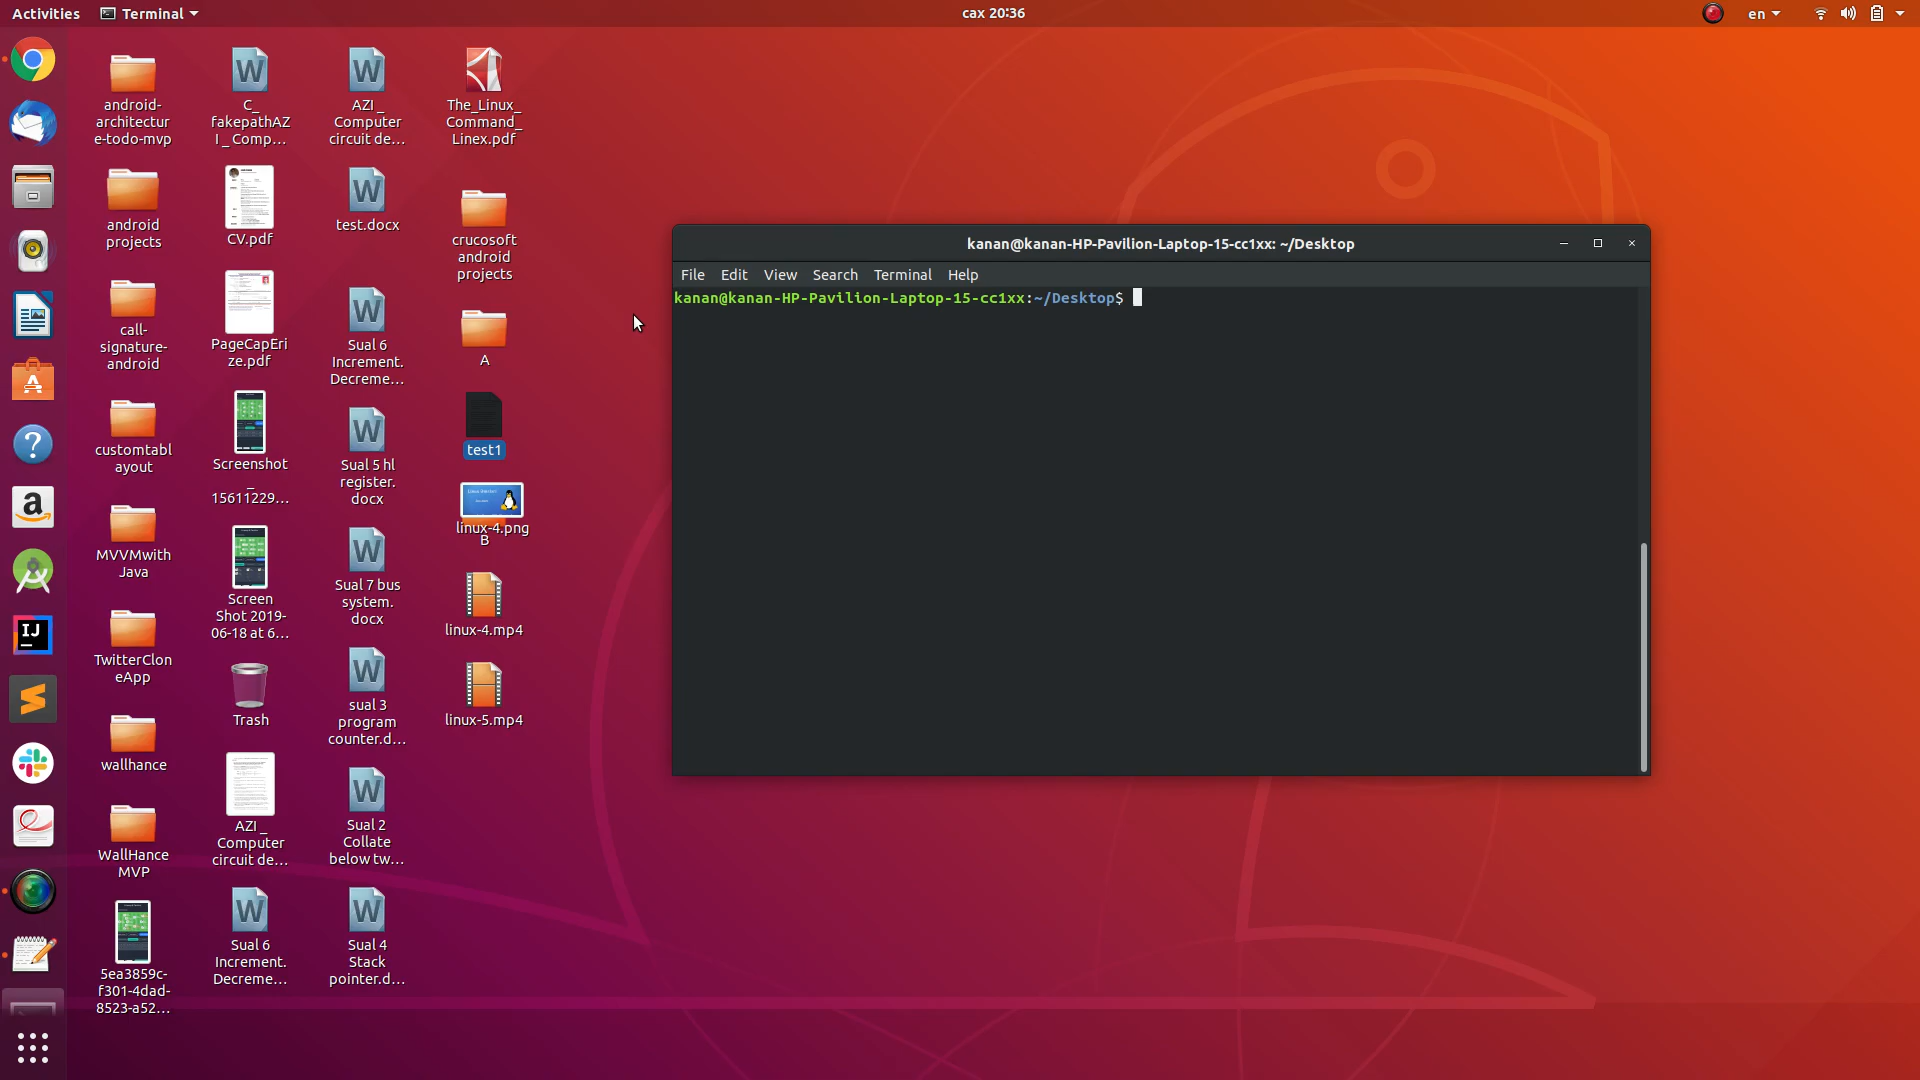 Activities
Terminal
cax 20:36
en
android-
architectur
e-todo-mvp
android
projects
call-
signature-
android
customtabl
ayout
MVVMwith
Java
TwitterClon
eApp
wallhance
WallHance
MVP
5ea3859c-
f301-4dad-
8523-a52...
C_
fakepathAZ
I _ Comp...
CV.pdf
PageCapEri
ze.pdf
Screenshot
_
15611229...
Screen
Shot 2019-
06-18 at 6...
Trash
AZI _
Computer
circuit de...
Sual 6
Increment.
Decreme...
AZI _
Computer
circuit de...
test.docx
Sual 6
Increment.
Decreme...
Sual 5 hl
register.
docx
Sual 7 bus
system.
docx
sual 3
program
counter.d...
Sual 2
Collate
below tw...
Sual 4
Stack
pointer.d...
The_Linux_
Command_
Linex.pdf
crucosoft
android
projects
A
test1
linux-4.png
B
linux-4.mp4
linux-5.mp4
kanan@kanan-HP-Pavilion-Laptop-15-cc1xx: ~/Desktop
File Edit View Search Terminal Help
kanan@kanan-HP-Pavilion-Laptop-15-cc1xx:~/Desktop$